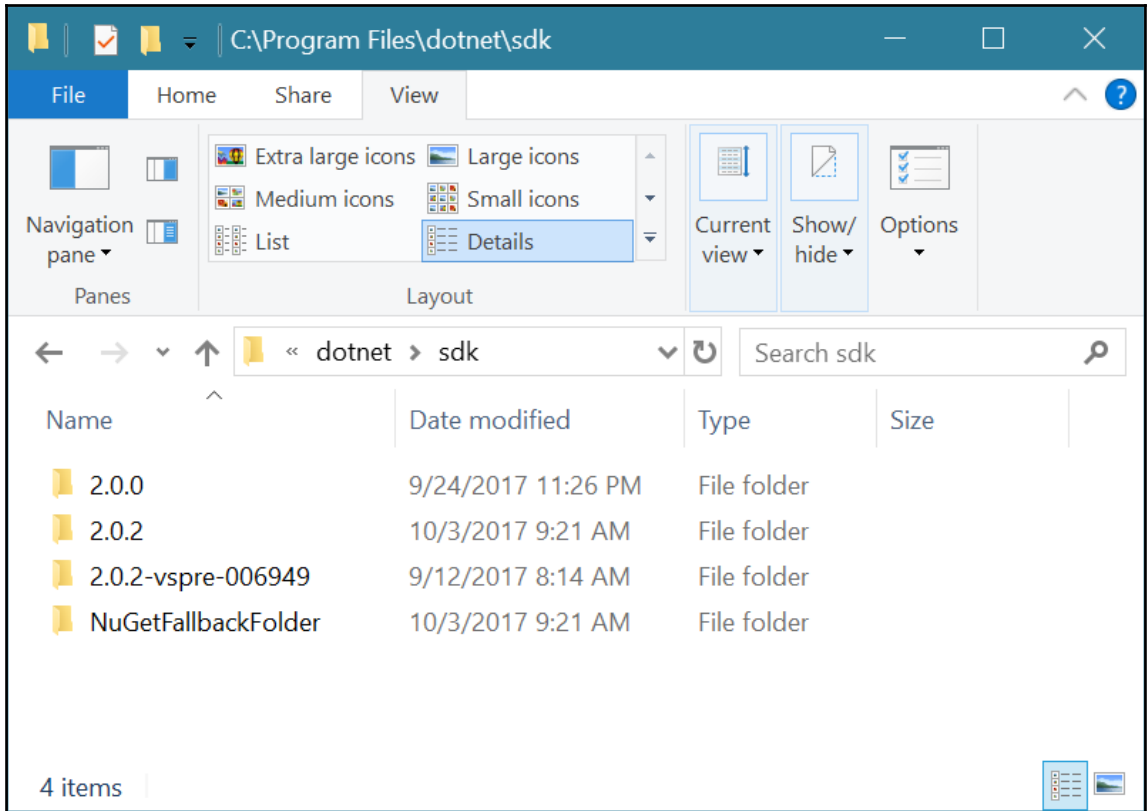 C:\Program Files\dotnet\sdk
File Home Share View
Extra large icons Large icons
Medium icons Small icons
List Details
Navigation pane
Current view
Show/ hide
Options
Panes Layout
« dotnet > sdk Search sdk
Name Date modified Type Size
2.0.0 9/24/2017 11:26 PM File folder
2.0.2 10/3/2017 9:21 AM File folder
2.0.2-vspre-006949 9/12/2017 8:14 AM File folder
NuGetFallbackFolder 10/3/2017 9:21 AM File folder
4 items